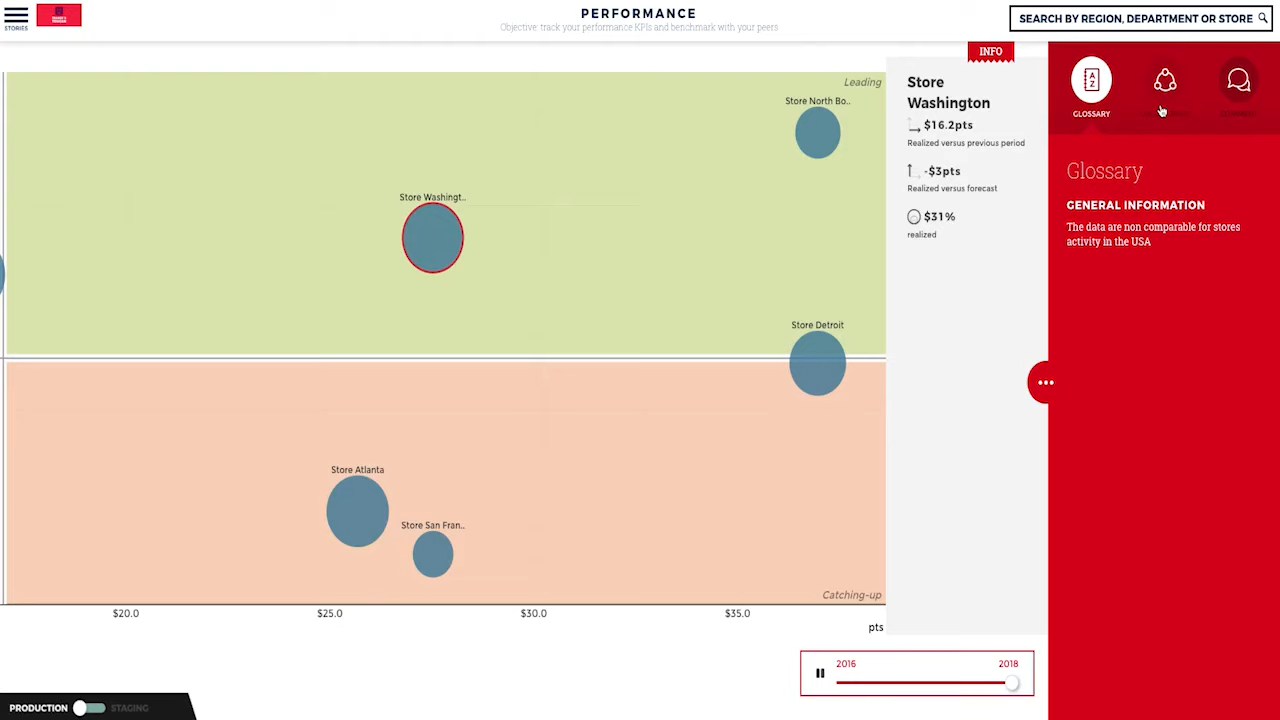 STORIES
PERFORMANCE
Objective: track your performance KPIs and benchmark with your peers
SEARCH BY REGION, DEPARTMENT OR STORE
Leading
Store North Bo..
Store Washingt..
Store Detroit
Store Atlanta
Store San Fran..
Catching-up
$20.0
$25.0
$30.0
$35.0
pts
INFO
Store
Washington
$16.2pts
Realized versus previous period
-$3pts
Realized versus forecast
$31%
realized
A
Z
GLOSSARY
Glossary
GENERAL INFORMATION
The data are non comparable for stores
activity in the USA
2016
2018
PRODUCTION
STAGING